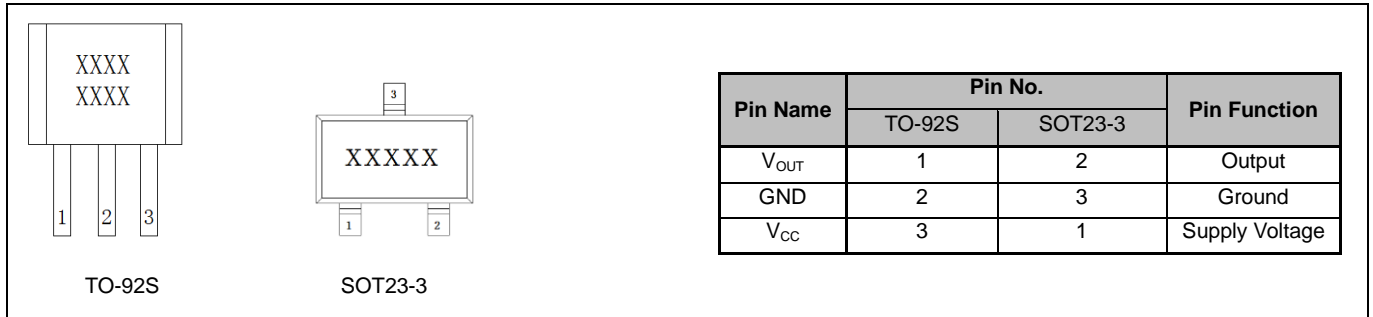 XXXX
XXXX
1 2 3
TO-92S
3
XXXXX
1 2
SOT23-3
Pin Name Pin No. Pin Function
TO-92S SOT23-3
VOUT 1 2 Output
GND 2 3 Ground
VCC 3 1 Supply Voltage